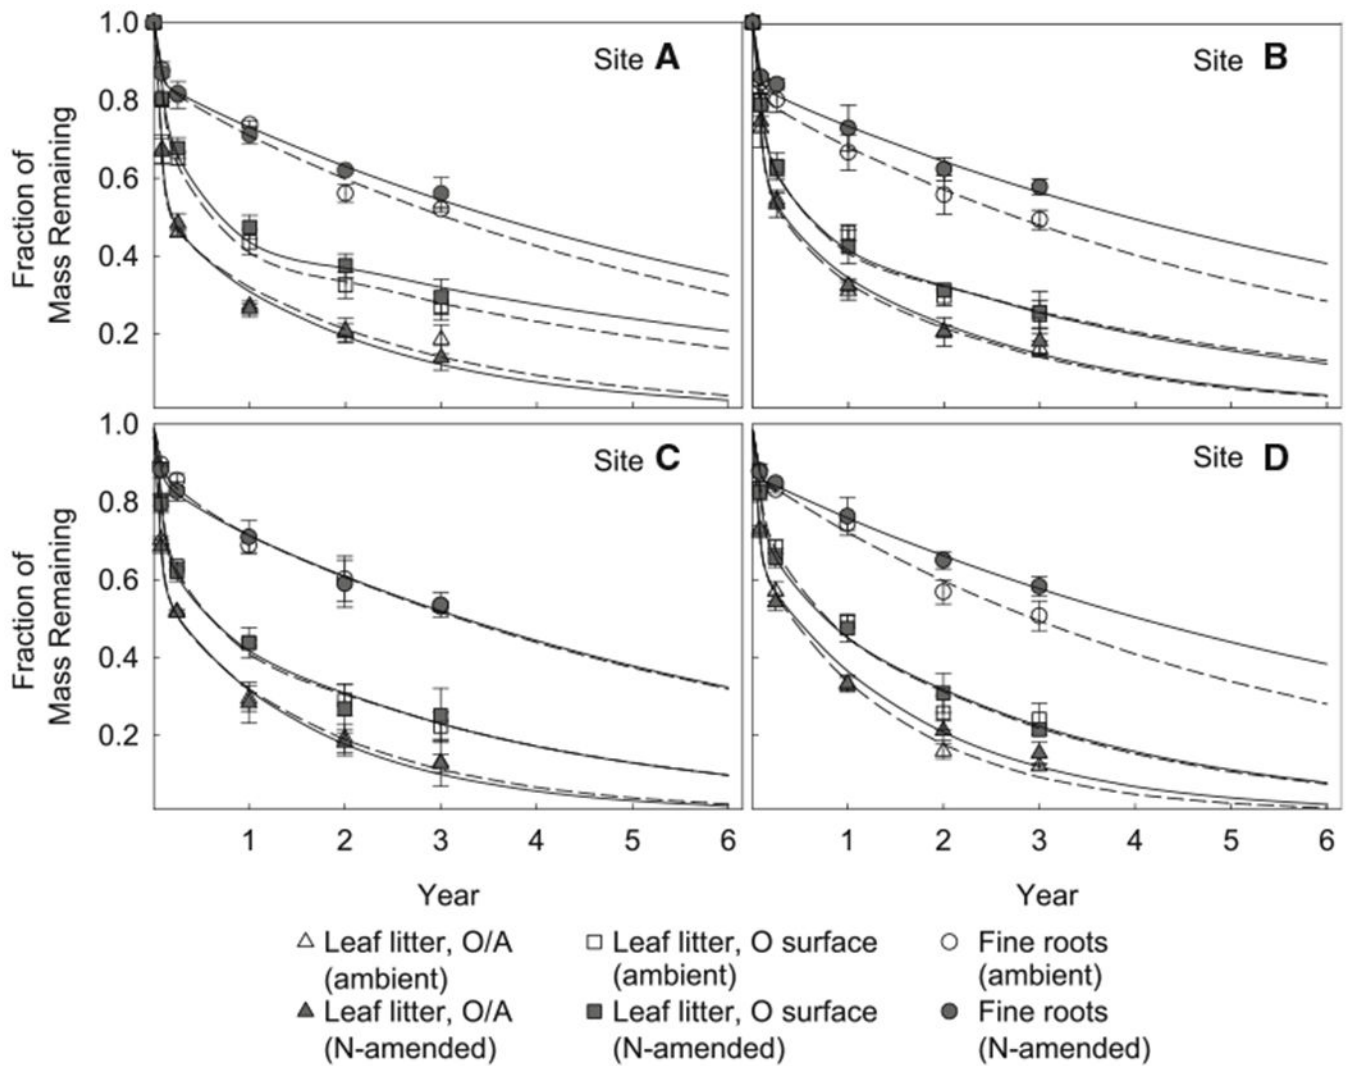 Fraction of
Mass Remaining
1.0
0.8
0.6
0.4
0.2
Site A
Site B
Fraction of
Mass Remaining
1.0
0.8
0.6
0.4
0.2
Site C
Site D
1 2 3 4 5 6
1 2 3 4 5 6
Year
Year
Leaf litter, O/A
(ambient)
Leaf litter, O surface
(ambient)
Fine roots
(ambient)
Leaf litter, O/A
(N-amended)
Leaf litter, O surface
(N-amended)
Fine roots
(N-amended)